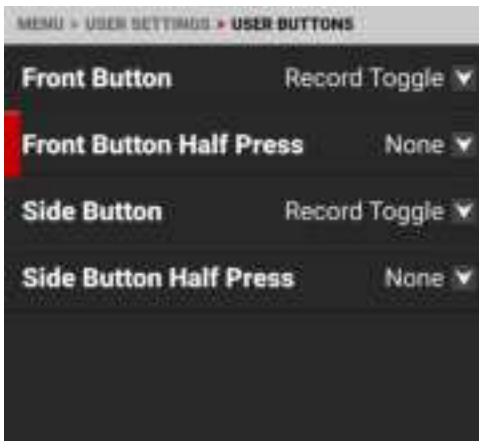 MENU ▸ USER SETTINGS ▸ USER BUTTONS
Front Button Record Toggle
Front Button Half Press None
Side Button Record Toggle
Side Button Half Press None